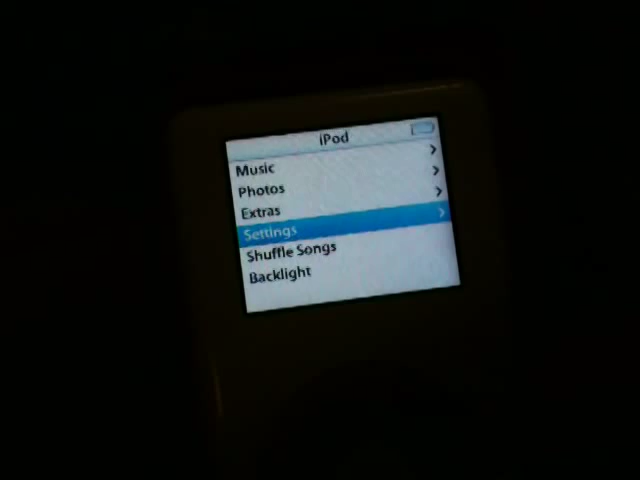 iPod
Music
Photos
Extras
Settings
Shuffle Songs
Backlight